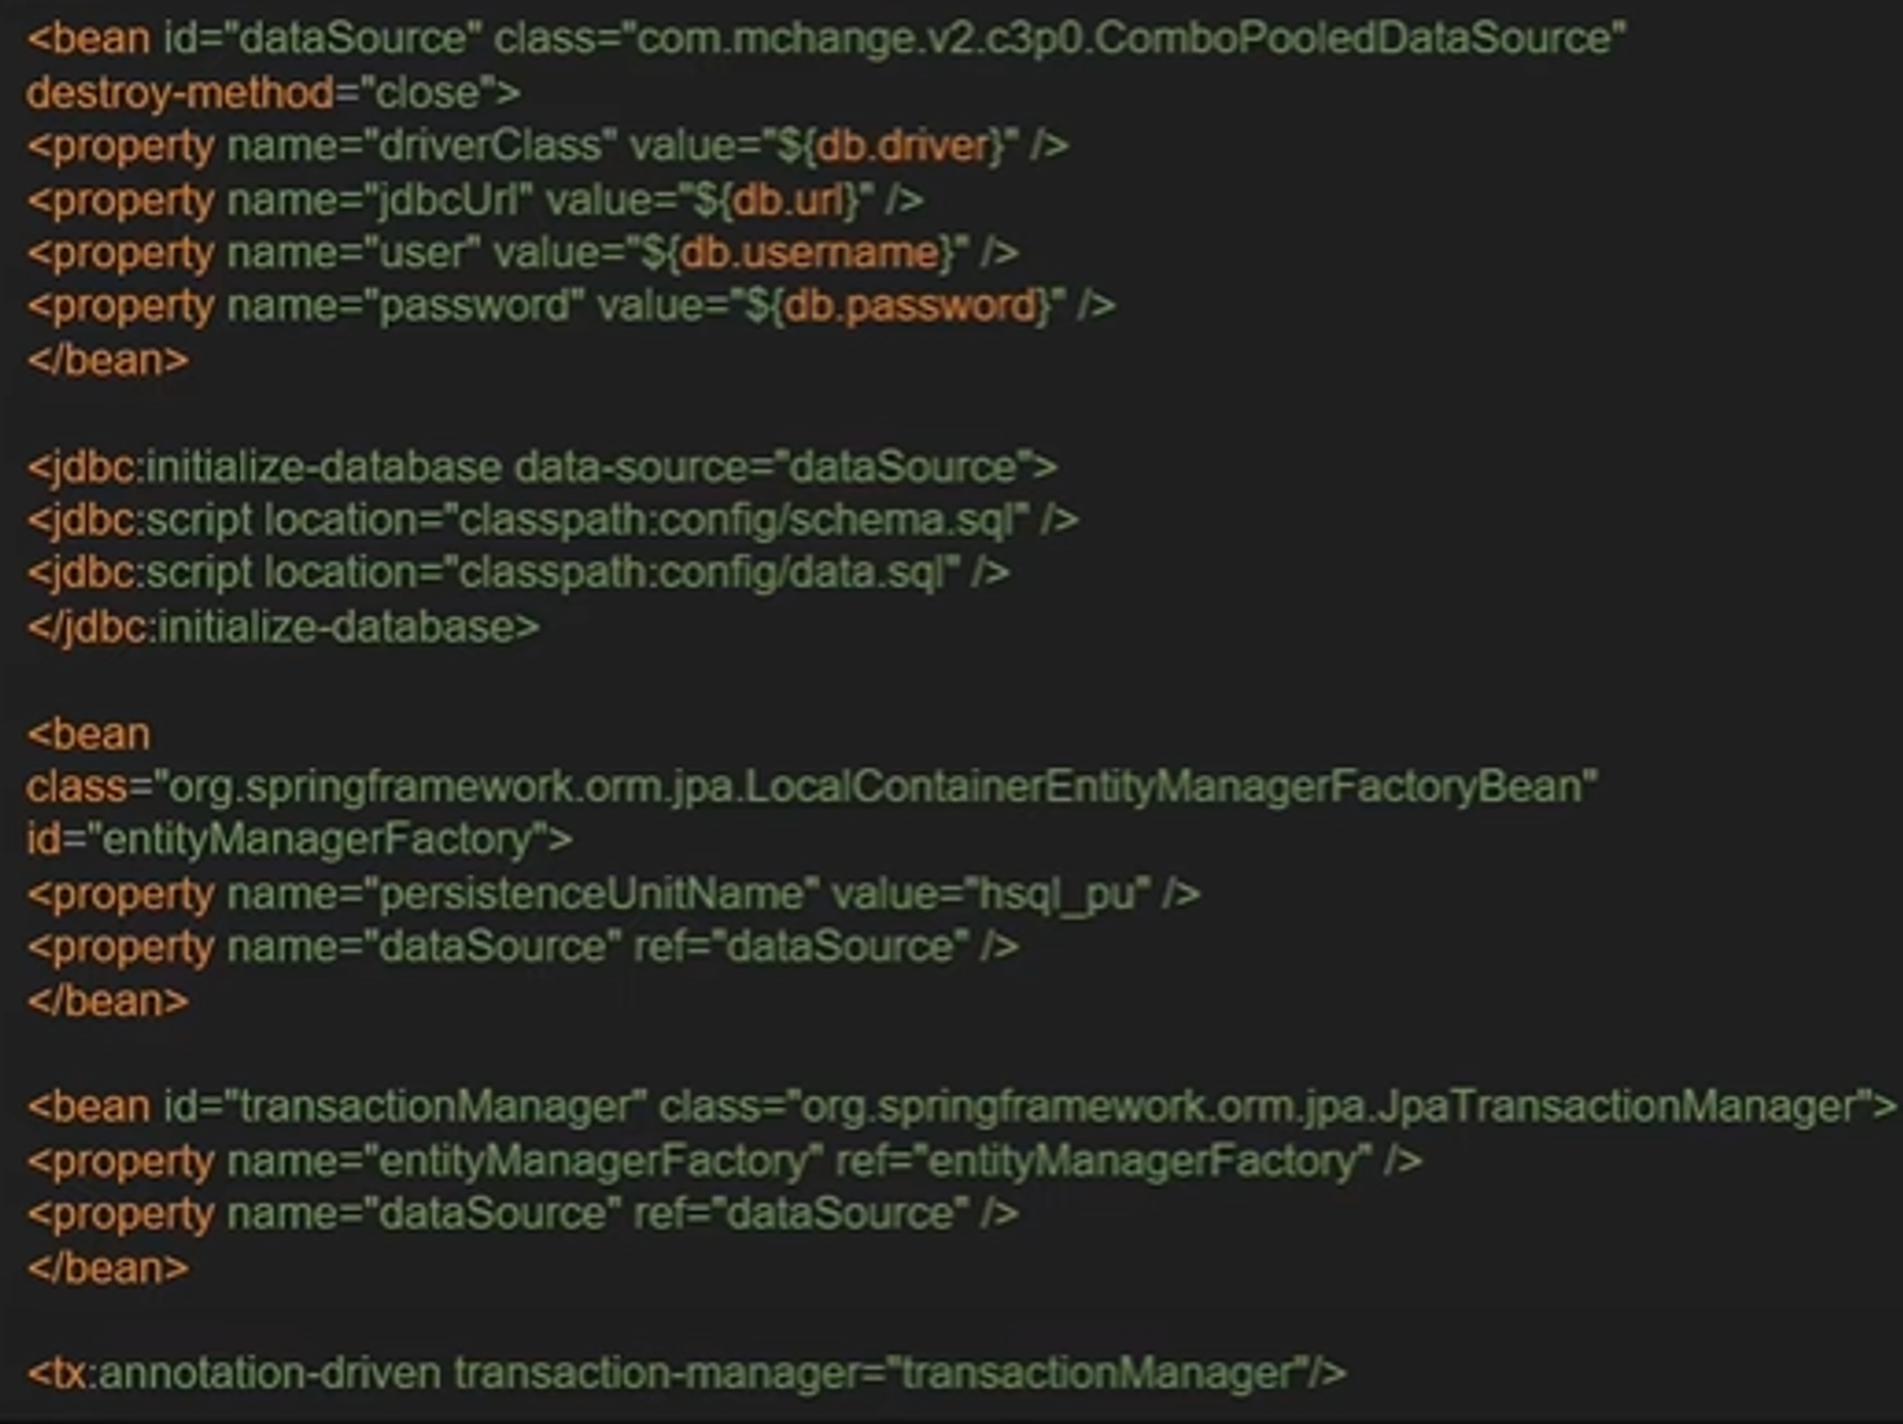 <bean id="dataSource" class="com.mchange.v2.c3p0.ComboPooledDataSource"
destroy-method="close">
<property name="driverClass" value="${db.driver}" />
<property name="jdbcUrl" value="${db.url}" />
<property name="user" value="${db.username}" />
<property name="password" value="${db.password}" />
</bean>
<jdbc:initialize-database data-source="dataSource">
<jdbc:script location="classpath:config/schema.sql" />
<jdbc:script location="classpath:config/data.sql" />
</jdbc:initialize-database>
<bean
class="org.springframework.orm.jpa.LocalContainerEntityManagerFactoryBean"
id="entityManagerFactory">
<property name="persistenceUnitName" value="hsql_pu" />
<property name="dataSource" ref="dataSource" />
</bean>
<bean id="transactionManager" class="org.springframework.orm.jpa.JpaTransactionManager">
<property name="entityManagerFactory" ref="entityManagerFactory" />
<property name="dataSource" ref="dataSource" />
</bean>
<tx:annotation-driven transaction-manager="transactionManager"/>